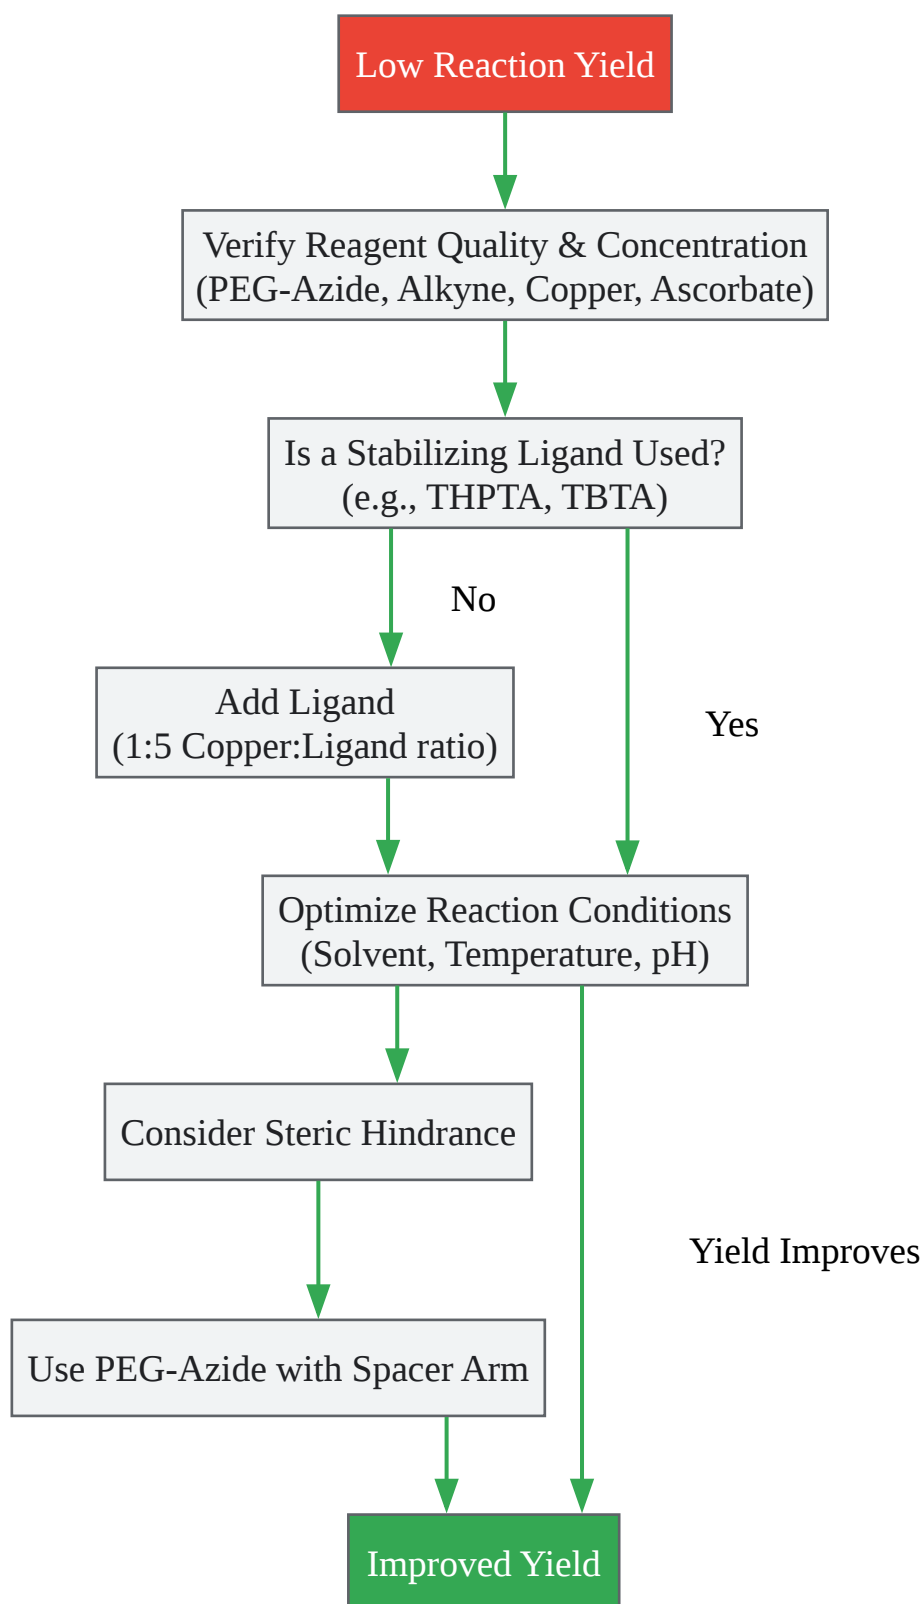 Low Reaction Yield
Verify Reagent Quality & Concentration
(PEG-Azide, Alkyne, Copper, Ascorbate)
Is a Stabilizing Ligand Used?
(e.g., THPTA, TBTA)
No
Add Ligand
(1:5 Copper:Ligand ratio)
Yes
Optimize Reaction Conditions
(Solvent, Temperature, pH)
Consider Steric Hindrance
Yield Improves
Use PEG-Azide with Spacer Arm
Improved Yield